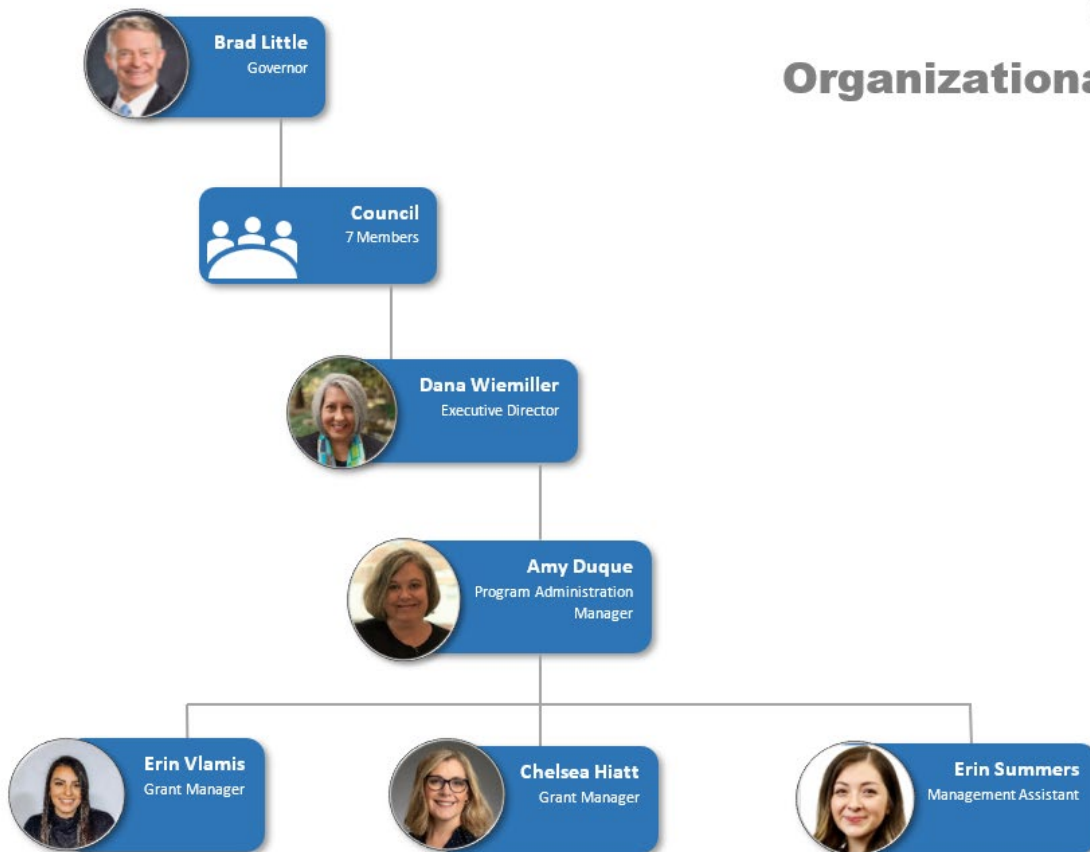 Brad Little
Governor
Organizationa
Council
7 Members
Dana Wiemiller
Executive Director
Amy Duque
Program Administration
Manager
Erin Vlamis
Grant Manager
Chelsea Hiatt
Grant Manager
Erin Summers
Management Assistant